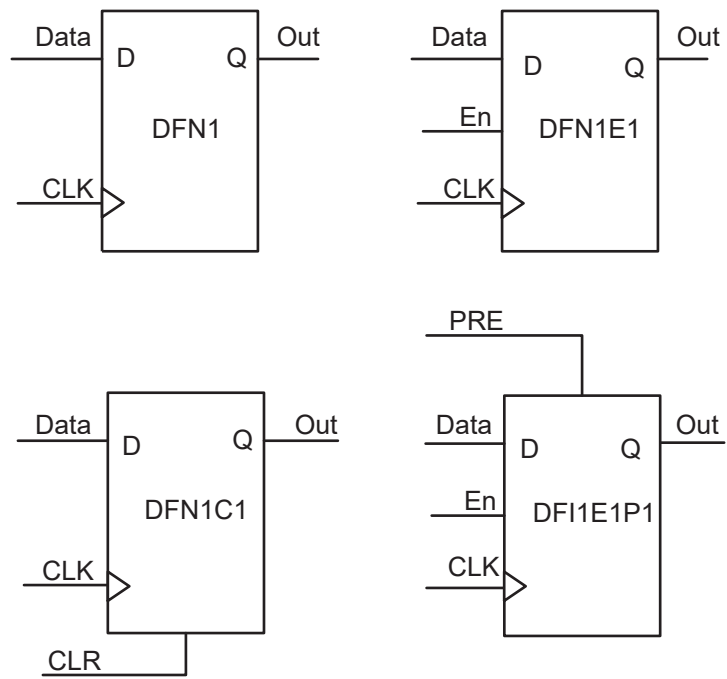 Data
D
Q
Out
DFN1
CLK
Data
D
Q
Out
En
DFN1E1
CLK
Data
D
Q
Out
DFN1C1
CLK
CLR
PRE
Data
D
Q
Out
En
DFI1E1P1
CLK